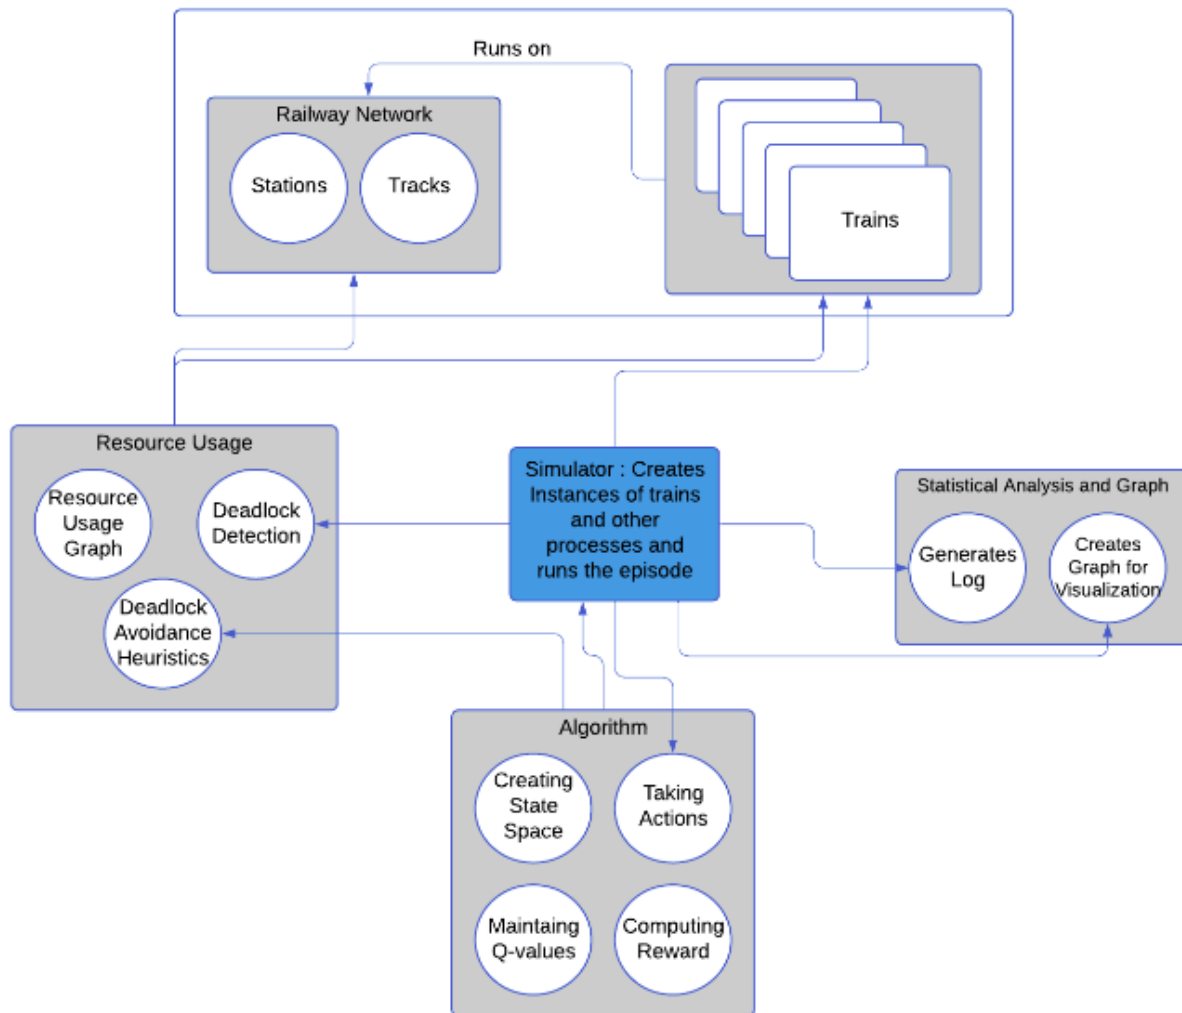 Runs on
Railway Network
Stations
Tracks
Trains
Resource Usage
Resource
Usage
Graph
Deadlock
Detection
Deadlock
Avoidance
Heuristics
Simulator : Creates
Instances of trains
and other
processes and
runs the episode
Statistical Analysis and Graph
Generates
Log
Creates
Graph for
Visualization
Algorithm
Creating
State
Space
Taking
Actions
Maintaing
Q-values
Computing
Reward